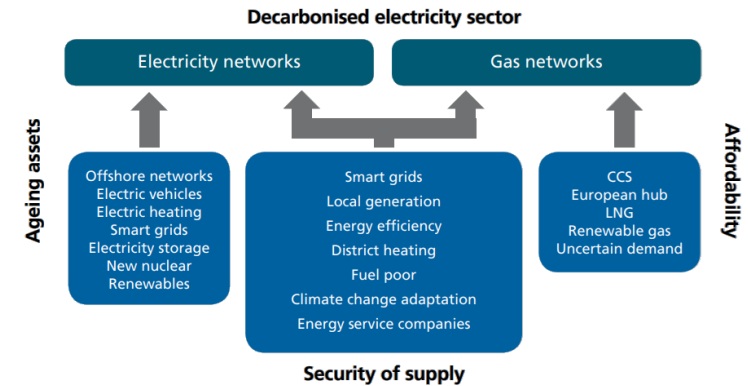 Decarbonised electricity sector
Electricity networks
Gas networks
Ageing assets
Offshore networks
Electric vehicles
Electric heating
Smart grids
Electricity storage
New nuclear
Renewables
Smart grids
Local generation
Energy efficiency
District heating
Fuel poor
Climate change adaptation
Energy service companies
CCS
European hub
LNG
Renewable gas
Uncertain demand
Affordability
Security of supply